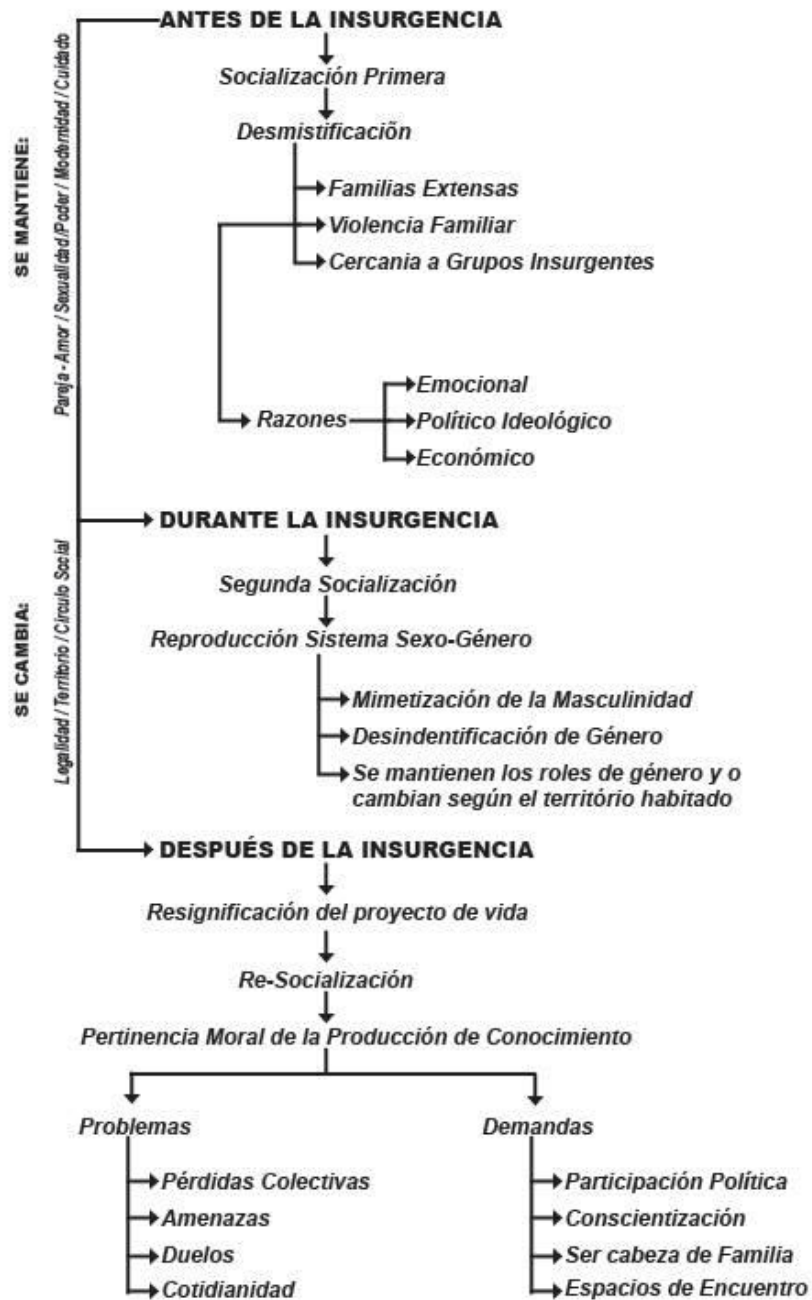 ANTES DE LA INSURGENCIA
Socialización Primera
Desmistificaciõn
Familias Extensas
Violencia Familiar
Cercania a Grupos Insurgentes
Razones
Emocional
Político Ideológico
Económico
SE MANTIENE:
Pareja - Amor / Sexualidad/Poder / Modernidad / Cuidado
DURANTE LA INSURGENCIA
Segunda Socialización
Reproducción Sistema Sexo-Género
Mimetización de la Masculinidad
Desindentificación de Género
Se mantienen los roles de género y o
cambian según el território habitado
SE CAMBIA:
Legalidad / Territorio / Círculo Social
DESPUÉS DE LA INSURGENCIA
Resignificación del proyecto de vida
Re-Socialización
Pertinencia Moral de la Producción de Conocimiento
Problemas
Pérdidas Colectivas
Amenazas
Duelos
Cotidianidad
Demandas
Participación Política
Conscientización
Ser cabeza de Familia
Espacios de Encuentro